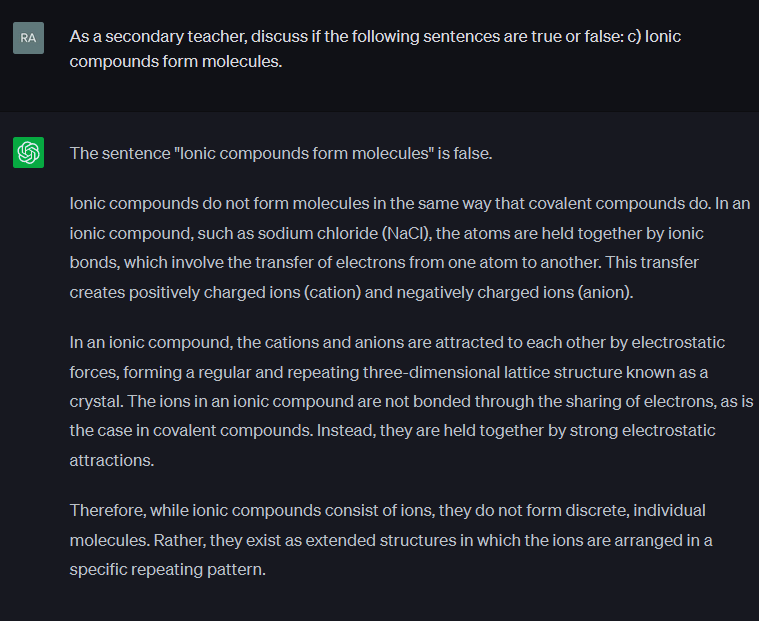 RA
As a secondary teacher, discuss if the following sentences are true or false: c) Ionic
compounds form molecules.
The sentence "Ionic compounds form molecules" is false.
Ionic compounds do not form molecules in the same way that covalent compounds do. In an
ionic compound, such as sodium chloride (NaCl), the atoms are held together by ionic
bonds, which involve the transfer of electrons from one atom to another. This transfer
creates positively charged ions (cation) and negatively charged ions (anion).
In an ionic compound, the cations and anions are attracted to each other by electrostatic
forces, forming a regular and repeating three-dimensional lattice structure known as a
crystal. The ions in an ionic compound are not bonded through the sharing of electrons, as is
the case in covalent compounds. Instead, they are held together by strong electrostatic
attractions.
Therefore, while ionic compounds consist of ions, they do not form discrete, individual
molecules. Rather, they exist as extended structures in which the ions are arranged in a
specific repeating pattern.